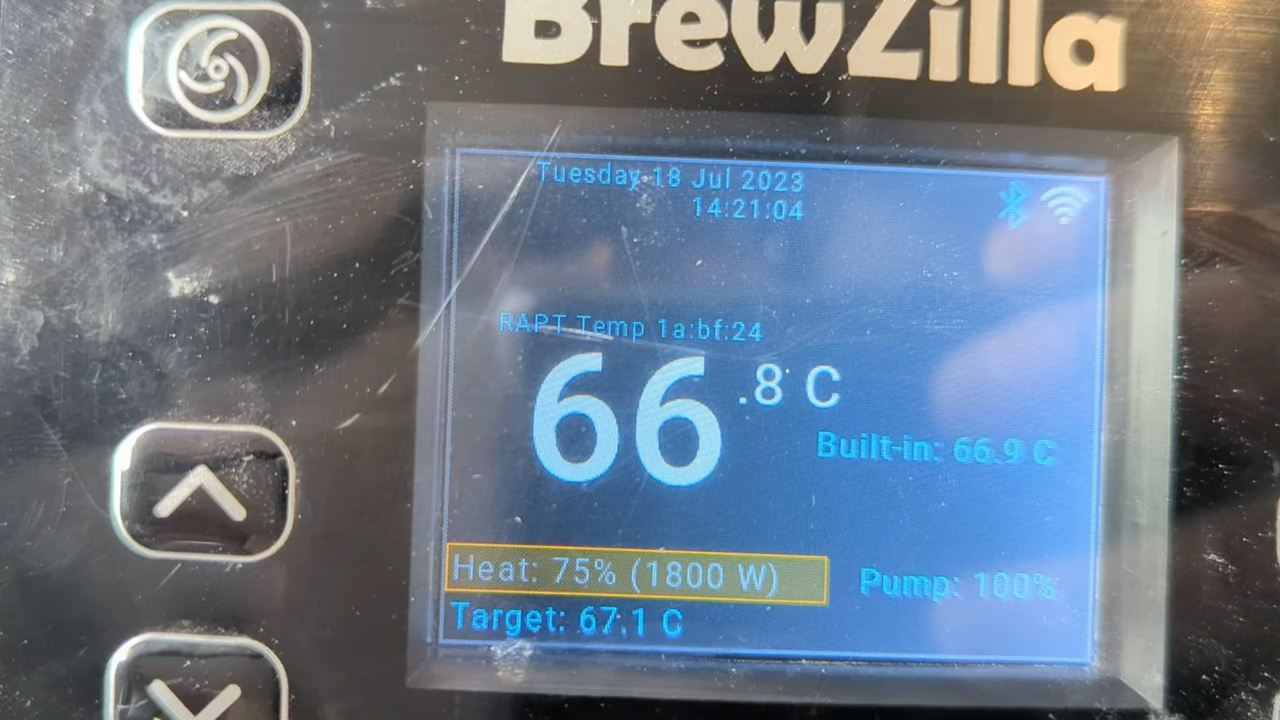 BrewZilla
Tuesday 18 Jul 2023
14:21:04
RAPT Temp 1a:bf:24
66.8 C
Built-in: 66.9 C
Heat: 75% (1800 W)
Pump: 100%
Target: 67.1 C